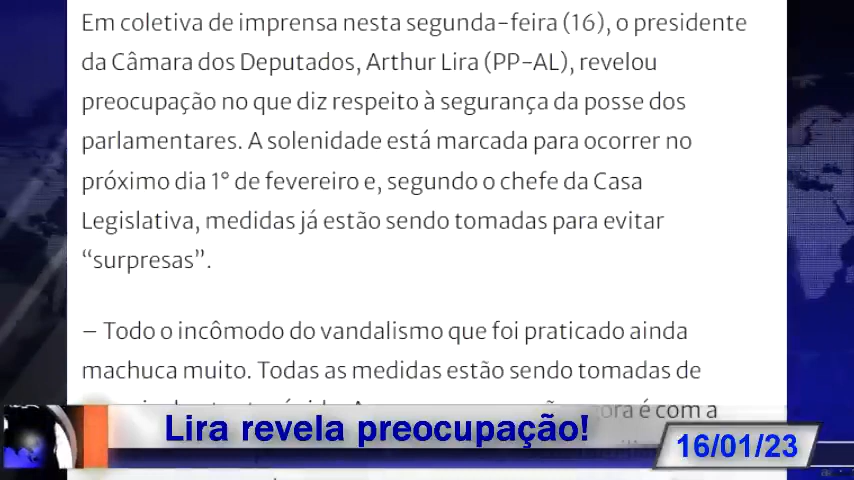 Em coletiva de imprensa nesta segunda-feira (16), o presidente
da Câmara dos Deputados, Arthur Lira (PP-AL), revelou
preocupação no que diz respeito à segurança da posse dos
parlamentares. A solenidade está marcada para ocorrer no
próximo dia 1° de fevereiro e, segundo o chefe da Casa
Legislativa, medidas já estão sendo tomadas para evitar
“surpresas”.
– Todo o incômodo do vandalismo que foi praticado ainda
machuca muito. Todas as medidas estão sendo tomadas de
agora é com a
Lira revela preocupação!
16/01/23